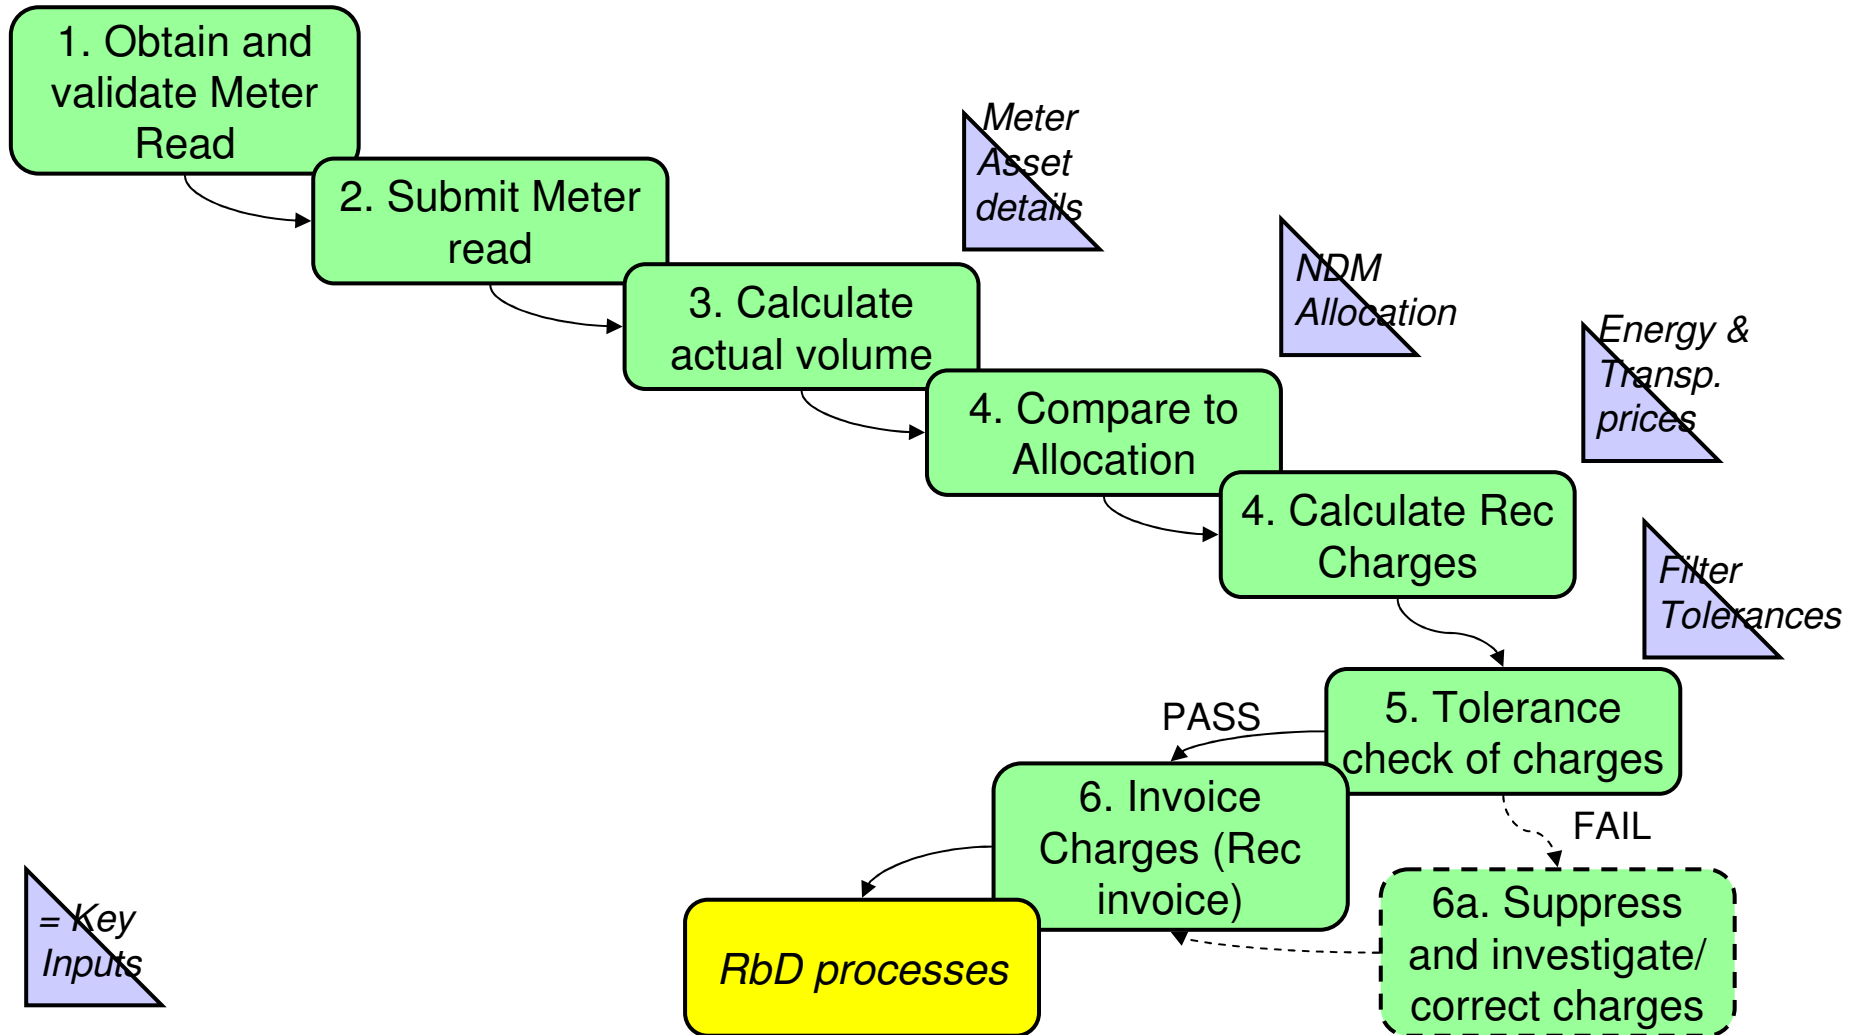 1. Obtain and
validate Meter
Read
2. Submit Meter
read
Meter
Asset
details
3. Calculate
actual volume
NDM
Allocation
4. Compare to
Allocation
Energy &
Transp.
prices
4. Calculate Rec
Charges
Filter
Tolerances
5. Tolerance
check of charges
PASS
FAIL
6. Invoice
Charges (Rec
invoice)
6a. Suppress
and investigate/
correct charges
RbD processes
= Key
Inputs